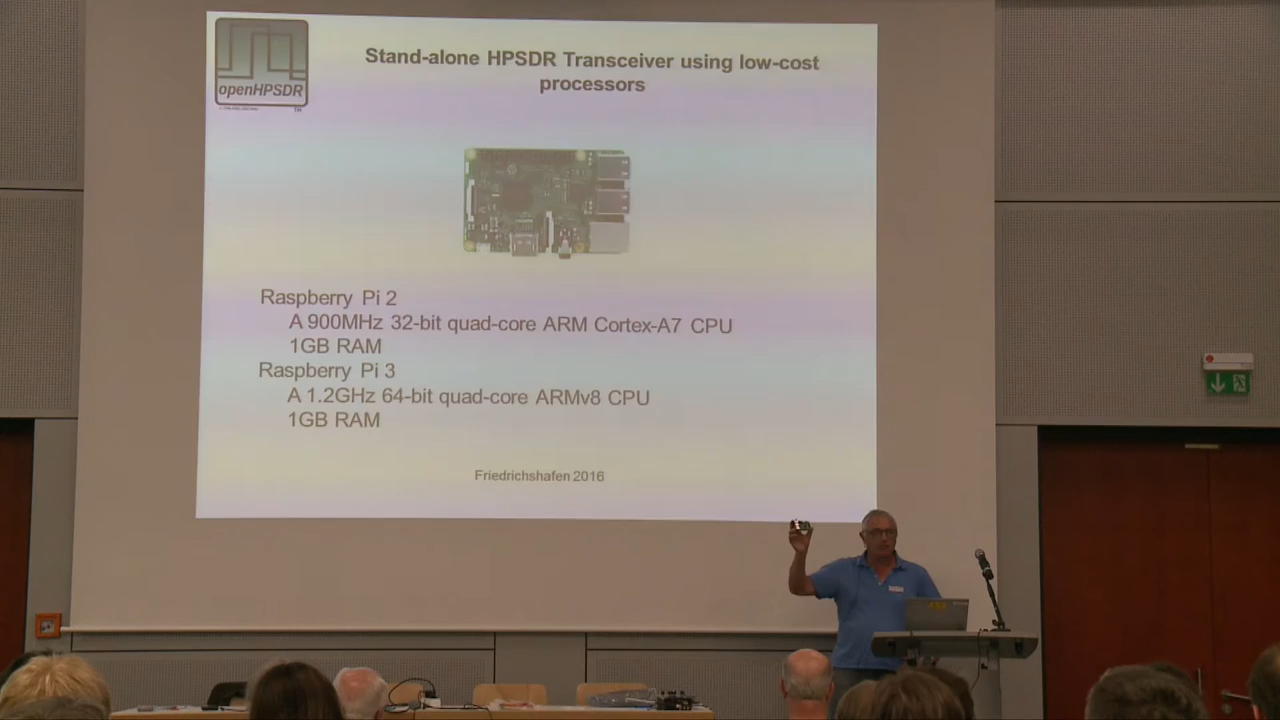 openHPSDR
TM
Stand-alone HPSDR Transceiver using low-cost
processors
Raspberry Pi 2
A 900MHz 32-bit quad-core ARM Cortex-A7 CPU
1GB RAM
Raspberry Pi 3
A 1.2GHz 64-bit quad-core ARMv8 CPU
1GB RAM
Friedrichshafen 2016